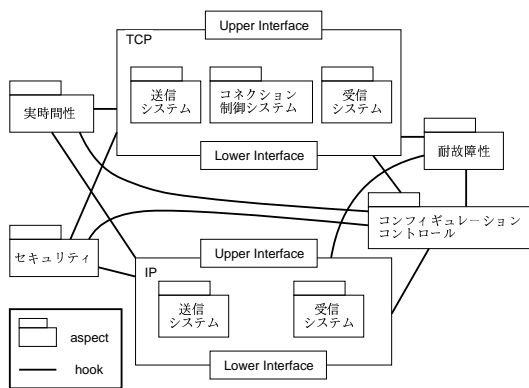 Upper Interface
TCP
送信
システム
コネクション
制御システム
受信
システム
実時間性
耐故障性
Lower Interface
コンフィギュレーション
コントロール
セキュリティ
Upper Interface
IP
送信
システム
受信
システム
Lower Interface
aspect
hook